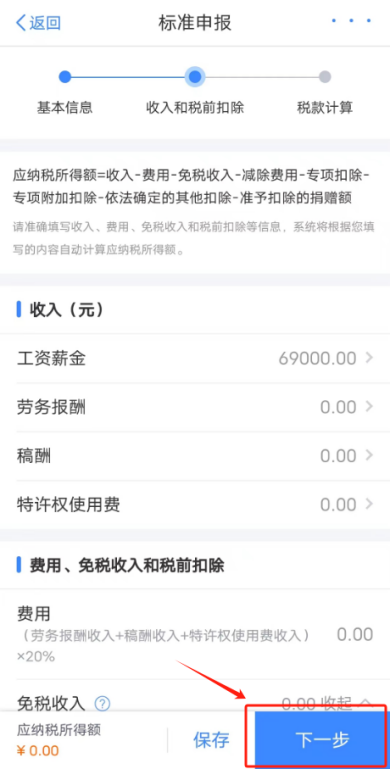 返回 标准申报 ···
基本信息 收入和税前扣除 税款计算
应纳税所得额=收入-费用-免税收入-减除费用-专项扣除-
专项附加扣除-依法确定的其他扣除-准予扣除的捐赠额
请准确填写收入、费用、免税收入和税前扣除等信息，系统将根据您填
写的内容自动计算应纳税所得额。
收入（元）
工资薪金 69000.00
劳务报酬 0.00
稿酬 0.00
特许权使用费 0.00
费用、免税收入和税前扣除
费用
（劳务报酬收入+稿酬收入+特许权使用费收入） 0.00
×20%
免税收入 ? 0.00 收起
应纳税所得额
¥0.00
保存 下一步